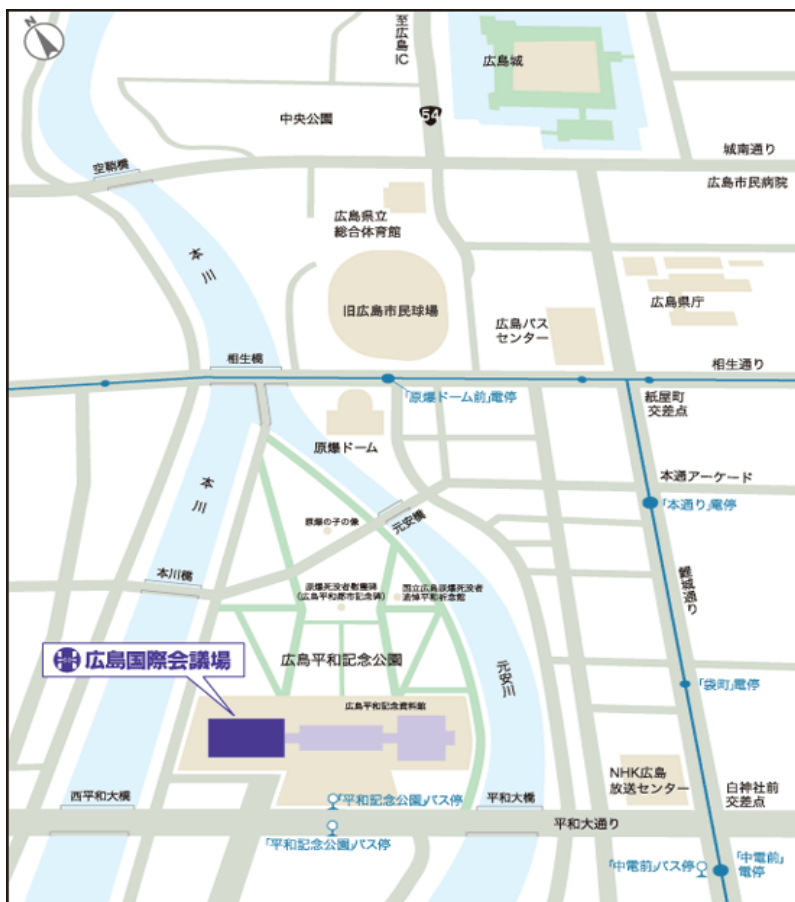 N
至広島IC
54
広島城
中央公園
城南通り
空鞘橋
広島市民病院
広島県立
総合体育館
本川
旧広島市民球場
広島バス
センター
広島県庁
相生橋
相生通り
「原爆ドーム前」電停
紙屋町
交差点
原爆ドーム
本通アーケード
本川
「本通り」電停
原爆の子の像
元安橋
本川橋
原爆死没者慰霊碑
(広島平和都市記念碑)
国立広島原爆死没者
追悼平和祈念館
鯉城通り
広島国際会議場
広島平和記念公園
元安川
「袋町」電停
広島平和記念資料館
NHK広島
放送センター
白神社前
交差点
西平和大橋
「平和記念公園」バス停
平和大橋
平和大通り
「平和記念公園」バス停
「中電前」バス停
「中電前」
電停